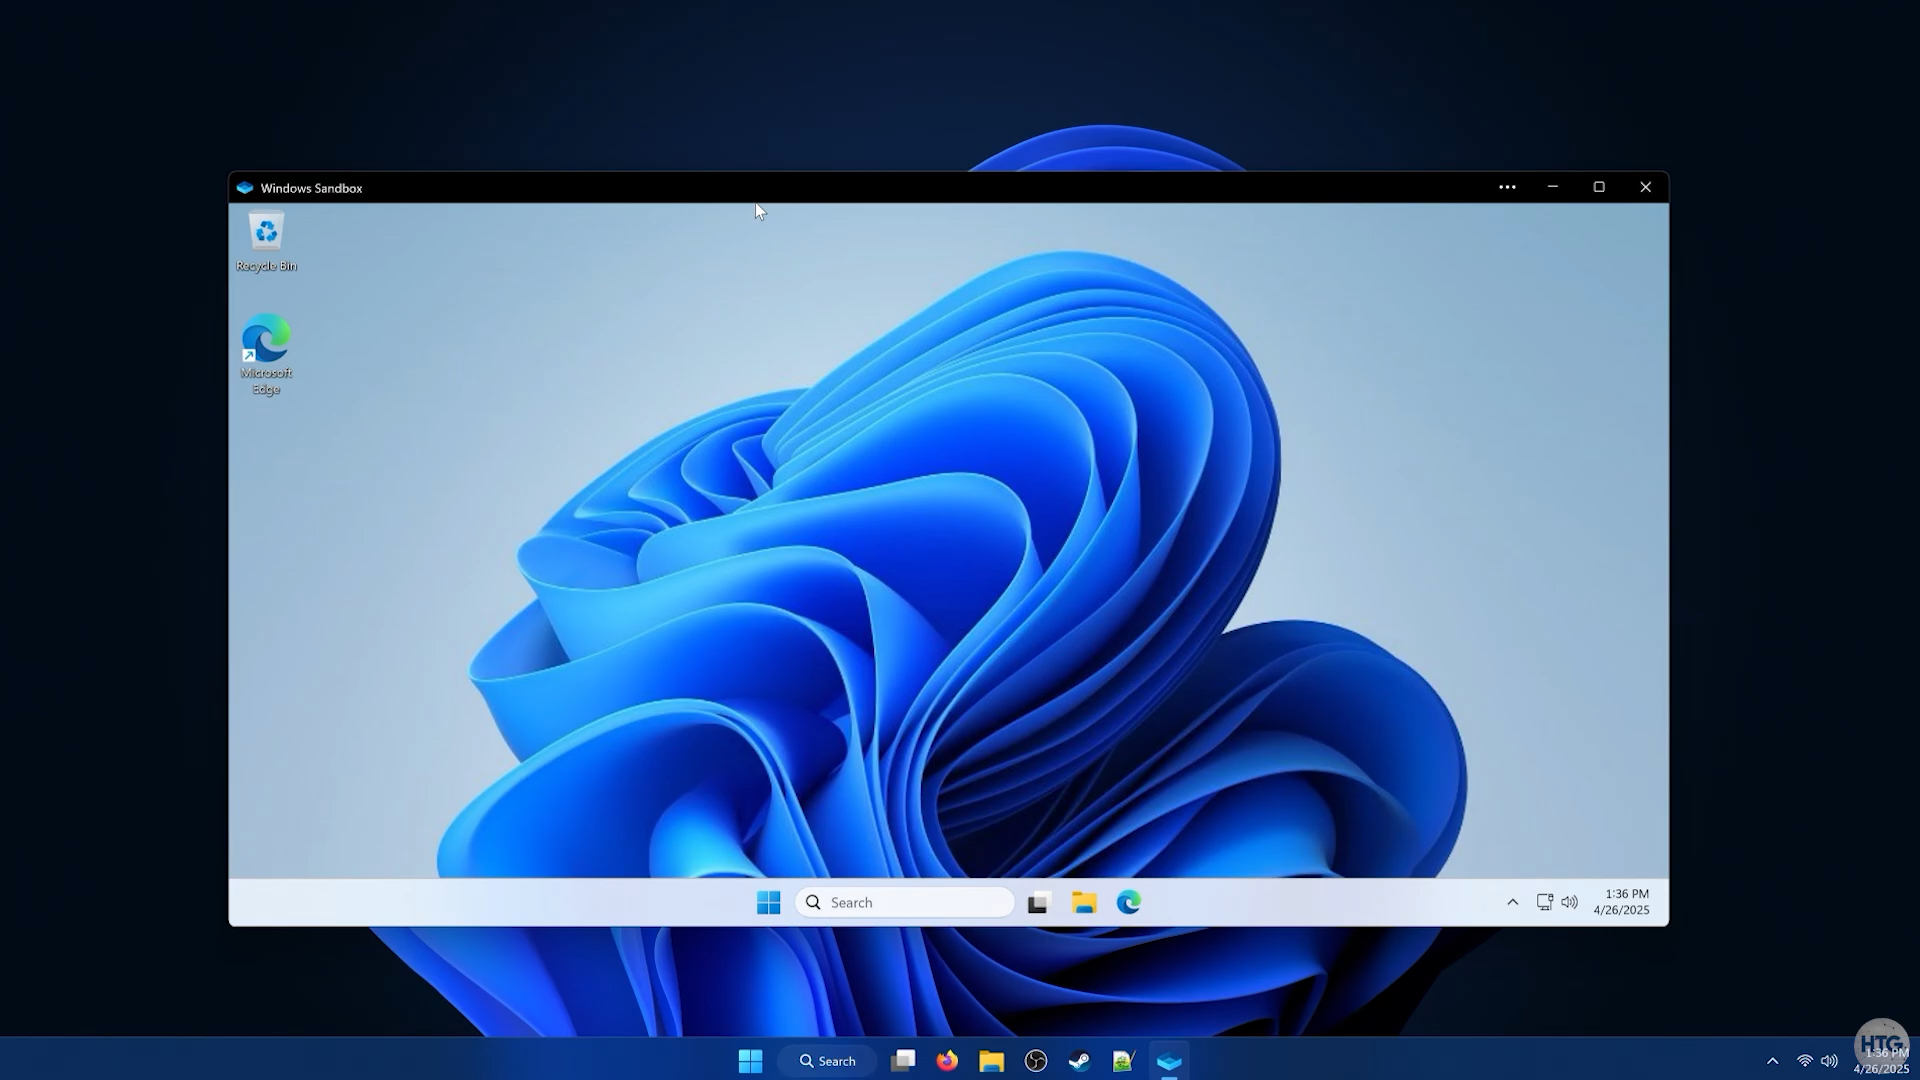 Windows Sandbox
Recycle Bin
Microsoft
Edge
Search
1:36 PM
4/26/2025
Search
HTG
1:36 PM
4/26/2025